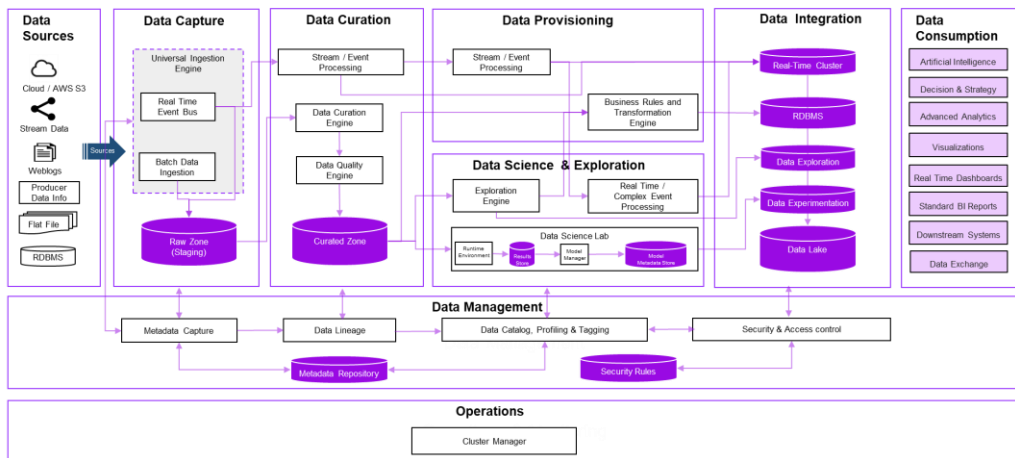 Data
Sources
Cloud / AWS S3
Stream Data
Weblogs
Producer
Data Info
Flat File
RDBMS
Sources
Data Capture
Universal Ingestion
Engine
Real Time
Event Bus
Batch Data
Ingestion
Raw Zone
(Staging)
Data Curation
Stream / Event
Processing
Data Curation
Engine
Data Quality
Engine
Curated Zone
Data Provisioning
Stream / Event
Processing
Business Rules and
Transformation
Engine
Data Science & Exploration
Exploration
Engine
Real Time /
Complex Event
Processing
Data Science Lab
Runtime
Environment
Results
Store
Model
Manager
Model
Metadata Store
Data Integration
Real-Time Cluster
RDBMS
Data Exploration
Data Experimentation
Data Lake
Data
Consumption
Artificial Intelligence
Decision & Strategy
Advanced Analytics
Visualizations
Real Time Dashboards
Standard BI Reports
Downstream Systems
Data Exchange
Data Management
Metadata Capture
Data Lineage
Data Catalog, Profiling & Tagging
Security & Access control
Metadata Repository
Security Rules
Operations
Cluster Manager